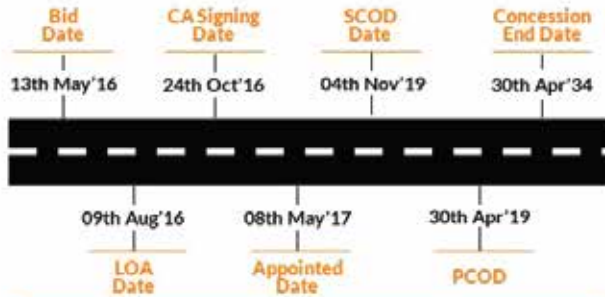 Bid
Date
13th May'16
CA Signing
Date
24th Oct'16
SCOD
Date
04th Nov'19
Concession
End Date
30th Apr'34
09th Aug'16
LOA
Date
08th May'17
Appointed
Date
30th Apr'19
PCOD